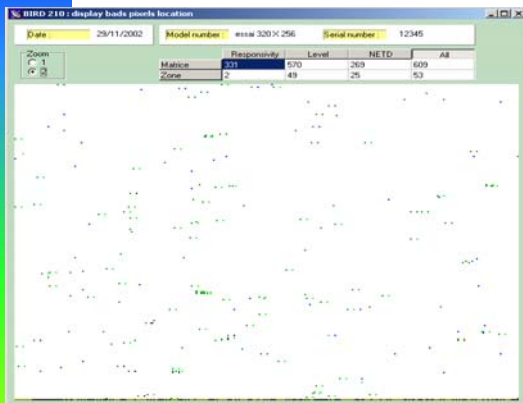 BIRD 210 : display bads pixels location
Date : 29/11/2002 Model number : essai 320 X 256 Serial number : 12345
Zoom
1
2
Responsivity Level NETD All
Matrice 331 570 269 609
Zone 2 49 25 53